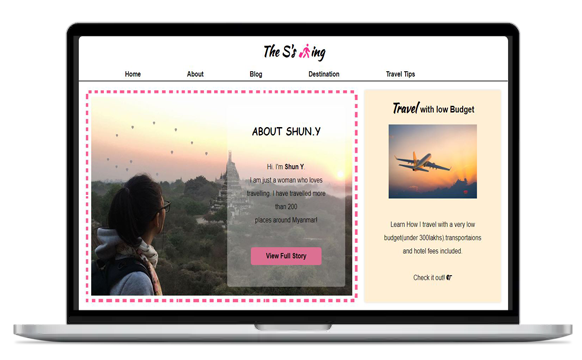 The S's ing
Home About Blog Destination Travel Tips
ABOUT SHUN.Y
Hi. I'm Shun Y.
I am just a woman who loves
travelling. I have travelled more
than 200
places around Myanmar!
View Full Story
Travel with low Budget
Learn How I travel with a very low
budget(under 300lakhs) transportaions
and hotel fees included.
Check it out!